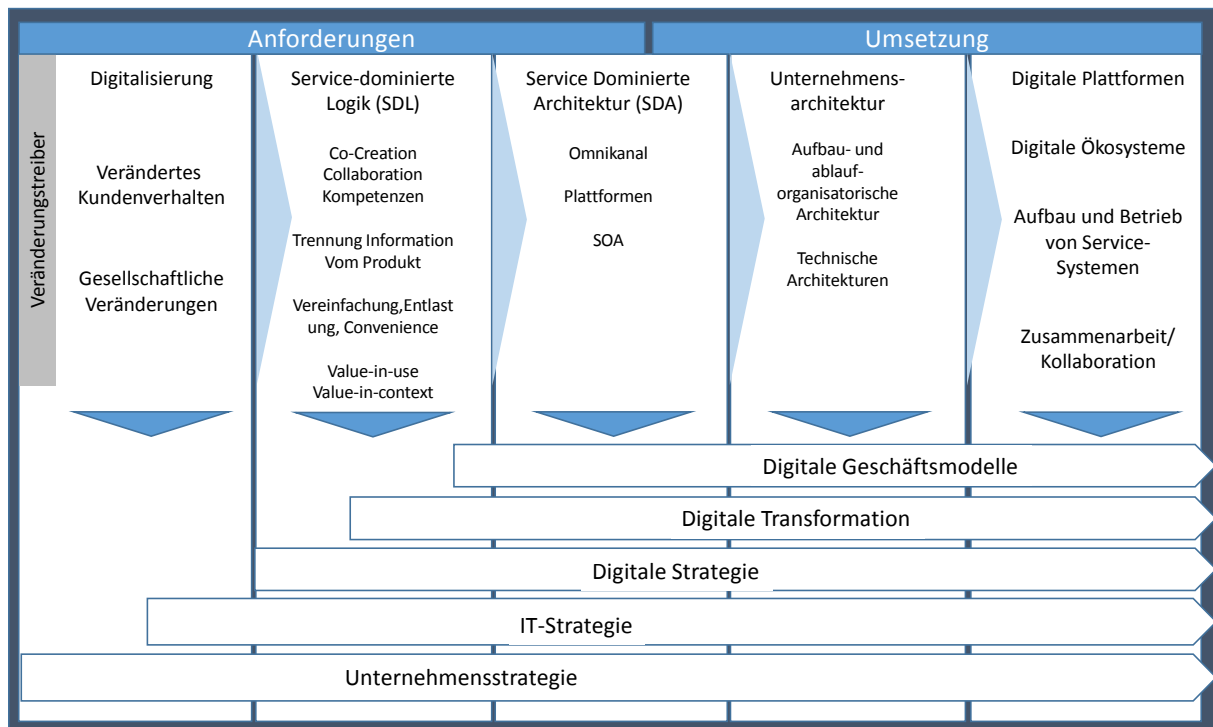 Anforderungen
Umsetzung
Veränderungstreiber
Digitalisierung
Verändertes
Kundenverhalten
Gesellschaftliche
Veränderungen
Service-dominierte
Logik (SDL)
Co-Creation
Collaboration
Kompetenzen
Trennung Information
Vom Produkt
Vereinfachung,Entlast
ung, Convenience
Value-in-use
Value-in-context
Service Dominierte
Architektur (SDA)
Omnikanal
Plattformen
SOA
Unternehmens-
architektur
Aufbau- und
ablauf-
organisatorische
Architektur
Technische
Architekturen
Digitale Plattformen
Digitale Ökosysteme
Aufbau und Betrieb
von Service-
Systemen
Zusammenarbeit/
Kollaboration
Digitale Geschäftsmodelle
Digitale Transformation
Digitale Strategie
IT-Strategie
Unternehmensstrategie